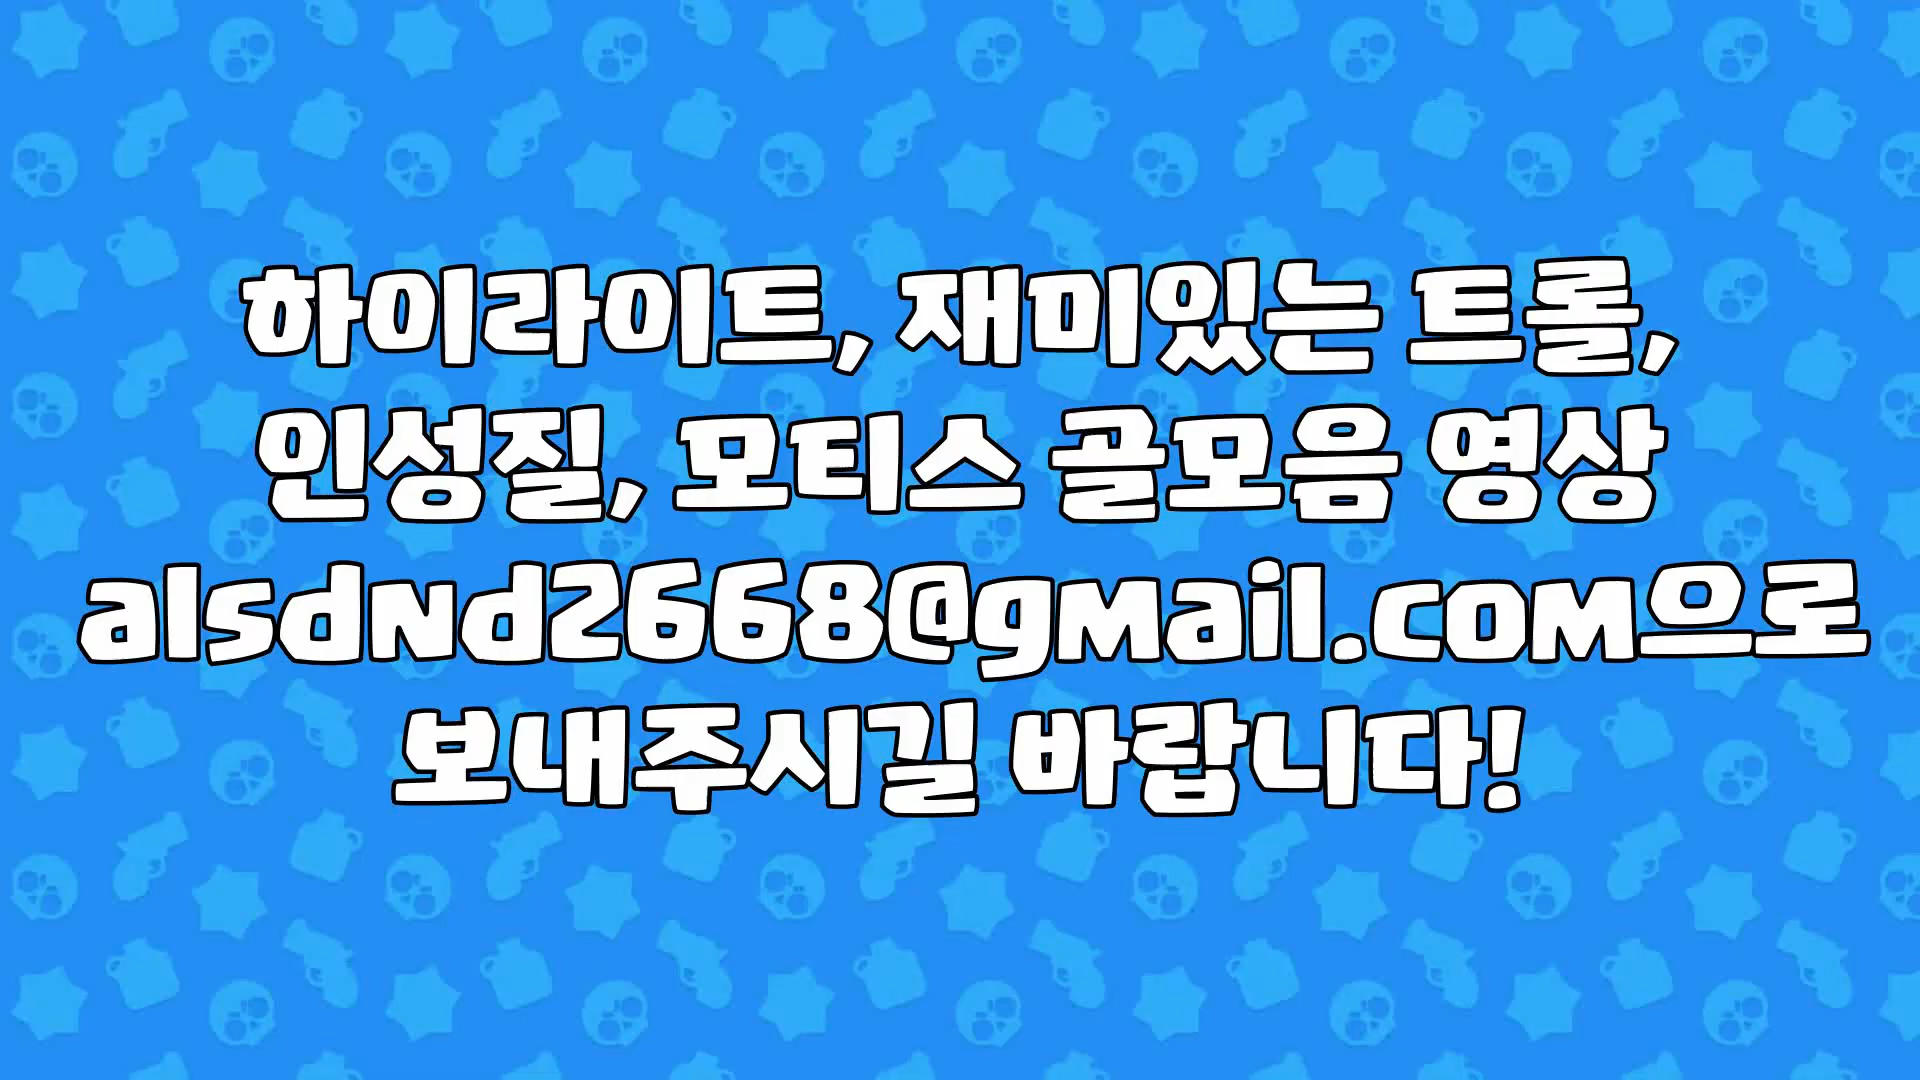 하이라이트, 재미있는 트롤,
인성질, 모티스 골모음 영상
alsdnd2668@gmail.com으로
보내주시길 바랍니다!